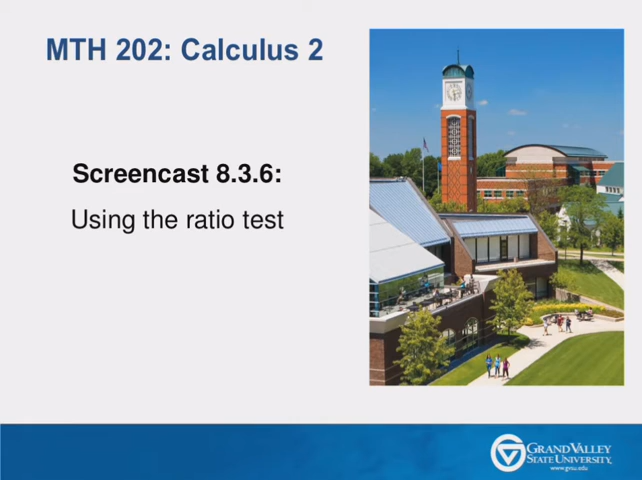 MTH 202: Calculus 2
Screencast 8.3.6:
Using the ratio test
GRAND VALLEY
STATE UNIVERSITY.
www.gvsu.edu